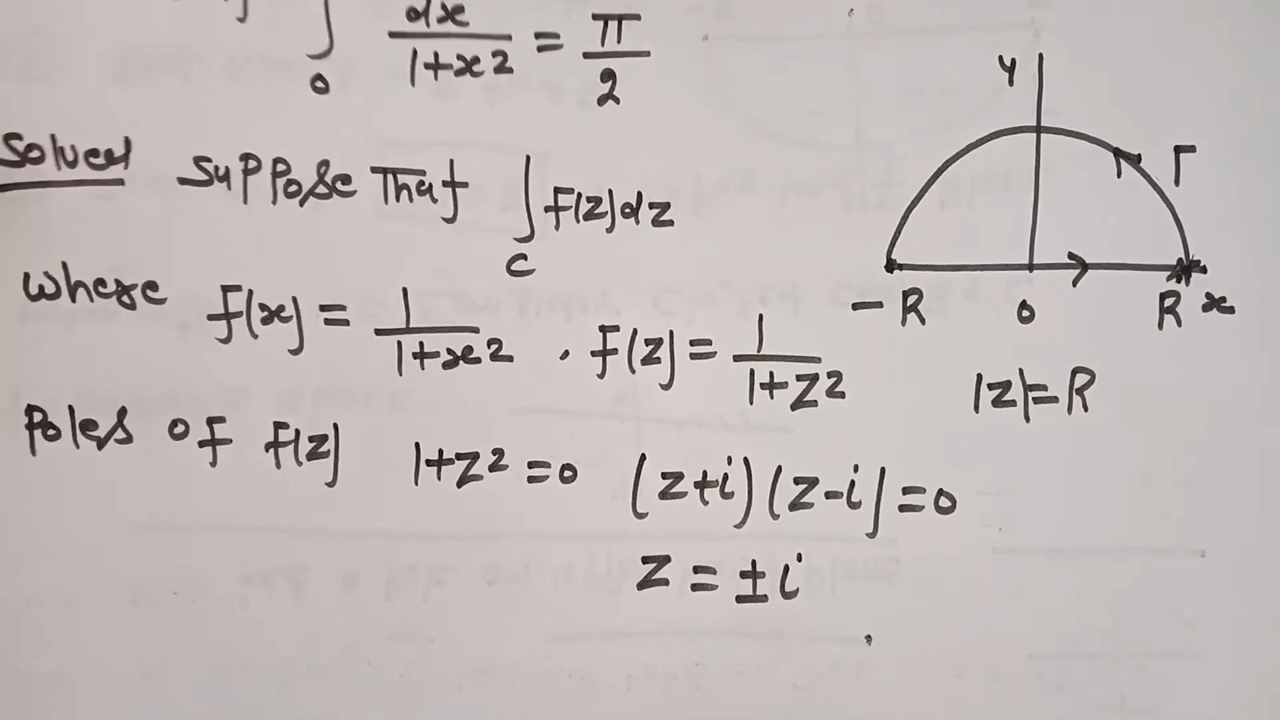 ∫₀ dx/(1+x²) = π/2
Solved Suppose That ∫_C f(z)dz
where f(x) = 1/(1+x²) , f(z) = 1/(1+z²)
Poles of f(z) 1+z²=0 (z+i)(z-i)=0
z = ±i
y
Γ
-R 0 R x
|z|=R